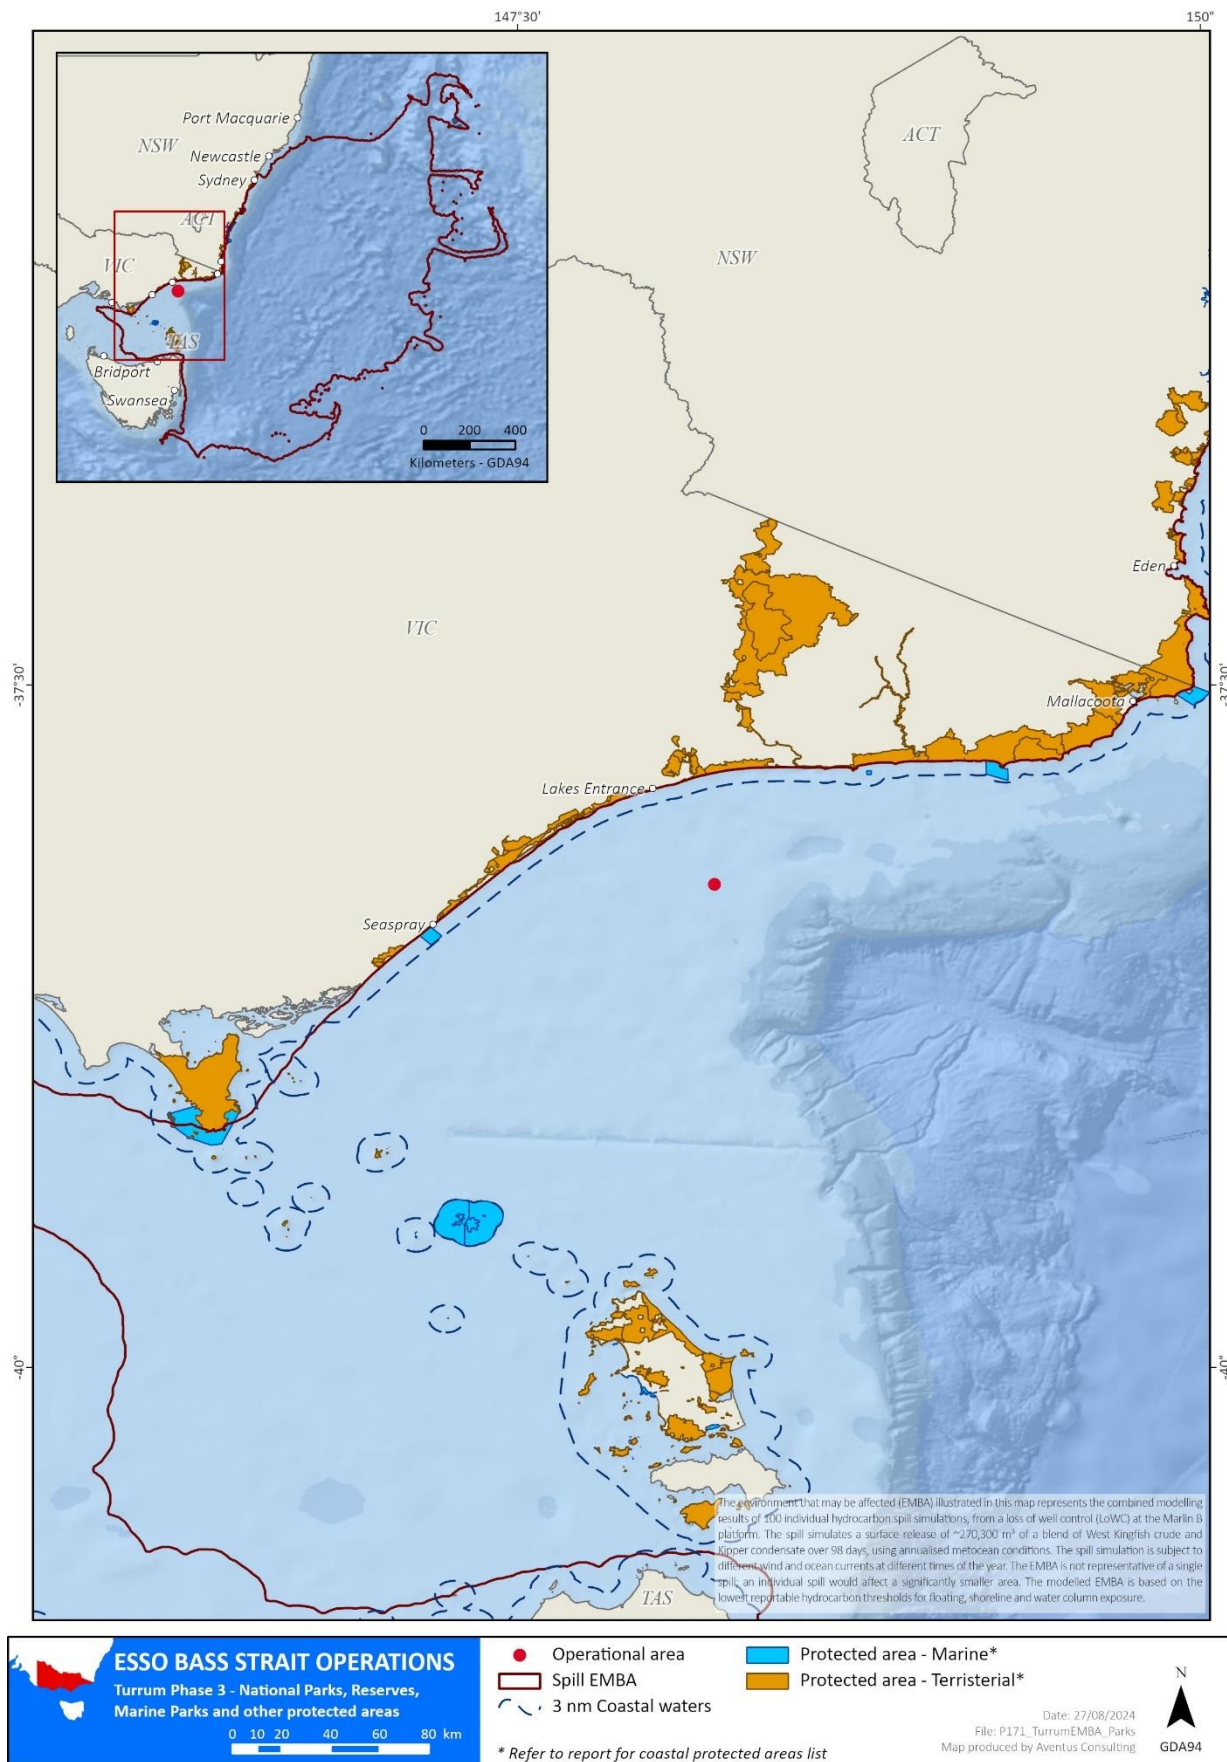 147°30'
150°
Port Macquarie
NSW
Newcastle
Sydney
ACT
VIC
TAS
Bridport
Swansea
0 200 400
Kilometers - GDA94
ACT
NSW
VIC
Eden
-37°30'
-37°30'
Mallacoota
Lakes Entrance
Seaspray
-40°
-40°
The environment that may be affected (EMBA) illustrated in this map represents the combined modelling
results of 100 individual hydrocarbon spill simulations, from a loss of well control (LoWC) at the Marlin B
platform. The spill simulates a surface release of ~270,300 m³ of a blend of West Kingfish crude and
Kipper condensate over 98 days, using annualised metocean conditions. The spill simulation is subject to
different wind and ocean currents at different times of the year. The EMBA is not representative of a single
spill; an individual spill would affect a significantly smaller area. The modelled EMBA is based on the
lowest reportable hydrocarbon thresholds for floating, shoreline and water column exposure.
TAS
ESSO BASS STRAIT OPERATIONS
Turrum Phase 3 - National Parks, Reserves,
Marine Parks and other protected areas
0 10 20 40 60 80 km
Operational area
Spill EMBA
3 nm Coastal waters
Protected area - Marine*
Protected area - Territsterial*
* Refer to report for coastal protected areas list
Date: 27/08/2024
File: P171_TurrumEMBA_Parks
Map produced by Aventus Consulting
N
GDA94